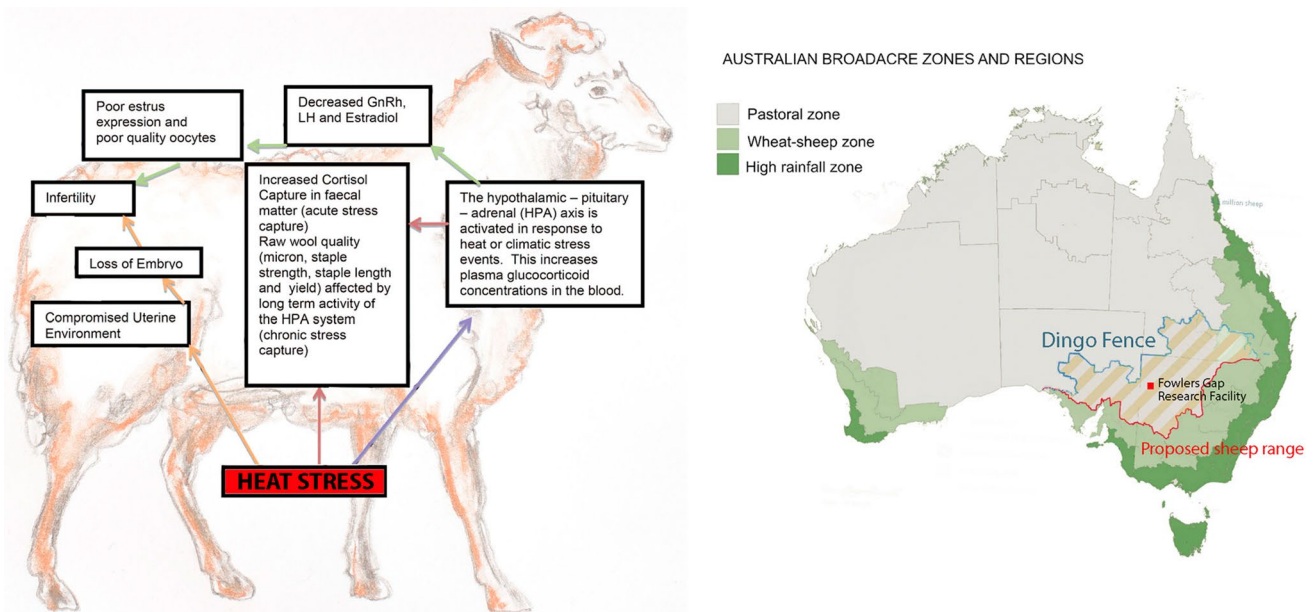 Poor estrus
expression and
poor quality oocytes
Decreased GnRh,
LH and Estradiol
Infertility
Increased Cortisol
Capture in faecal
matter (acute stress
capture)
Raw wool quality
(micron, staple
strength, staple length
and yield) affected by
long term activity of
the HPA system
(chronic stress
capture)
The hypothalamic – pituitary
– adrenal (HPA) axis is
activated in response to
heat or climatic stress
events. This increases
plasma glucocorticoid
concentrations in the blood.
Loss of Embryo
Compromised Uterine
Environment
HEAT STRESS
AUSTRALIAN BROADACRE ZONES AND REGIONS
Pastoral zone
Wheat-sheep zone
High rainfall zone
million sheep
Dingo Fence
Fowlers Gap
Research Facility
Proposed sheep range